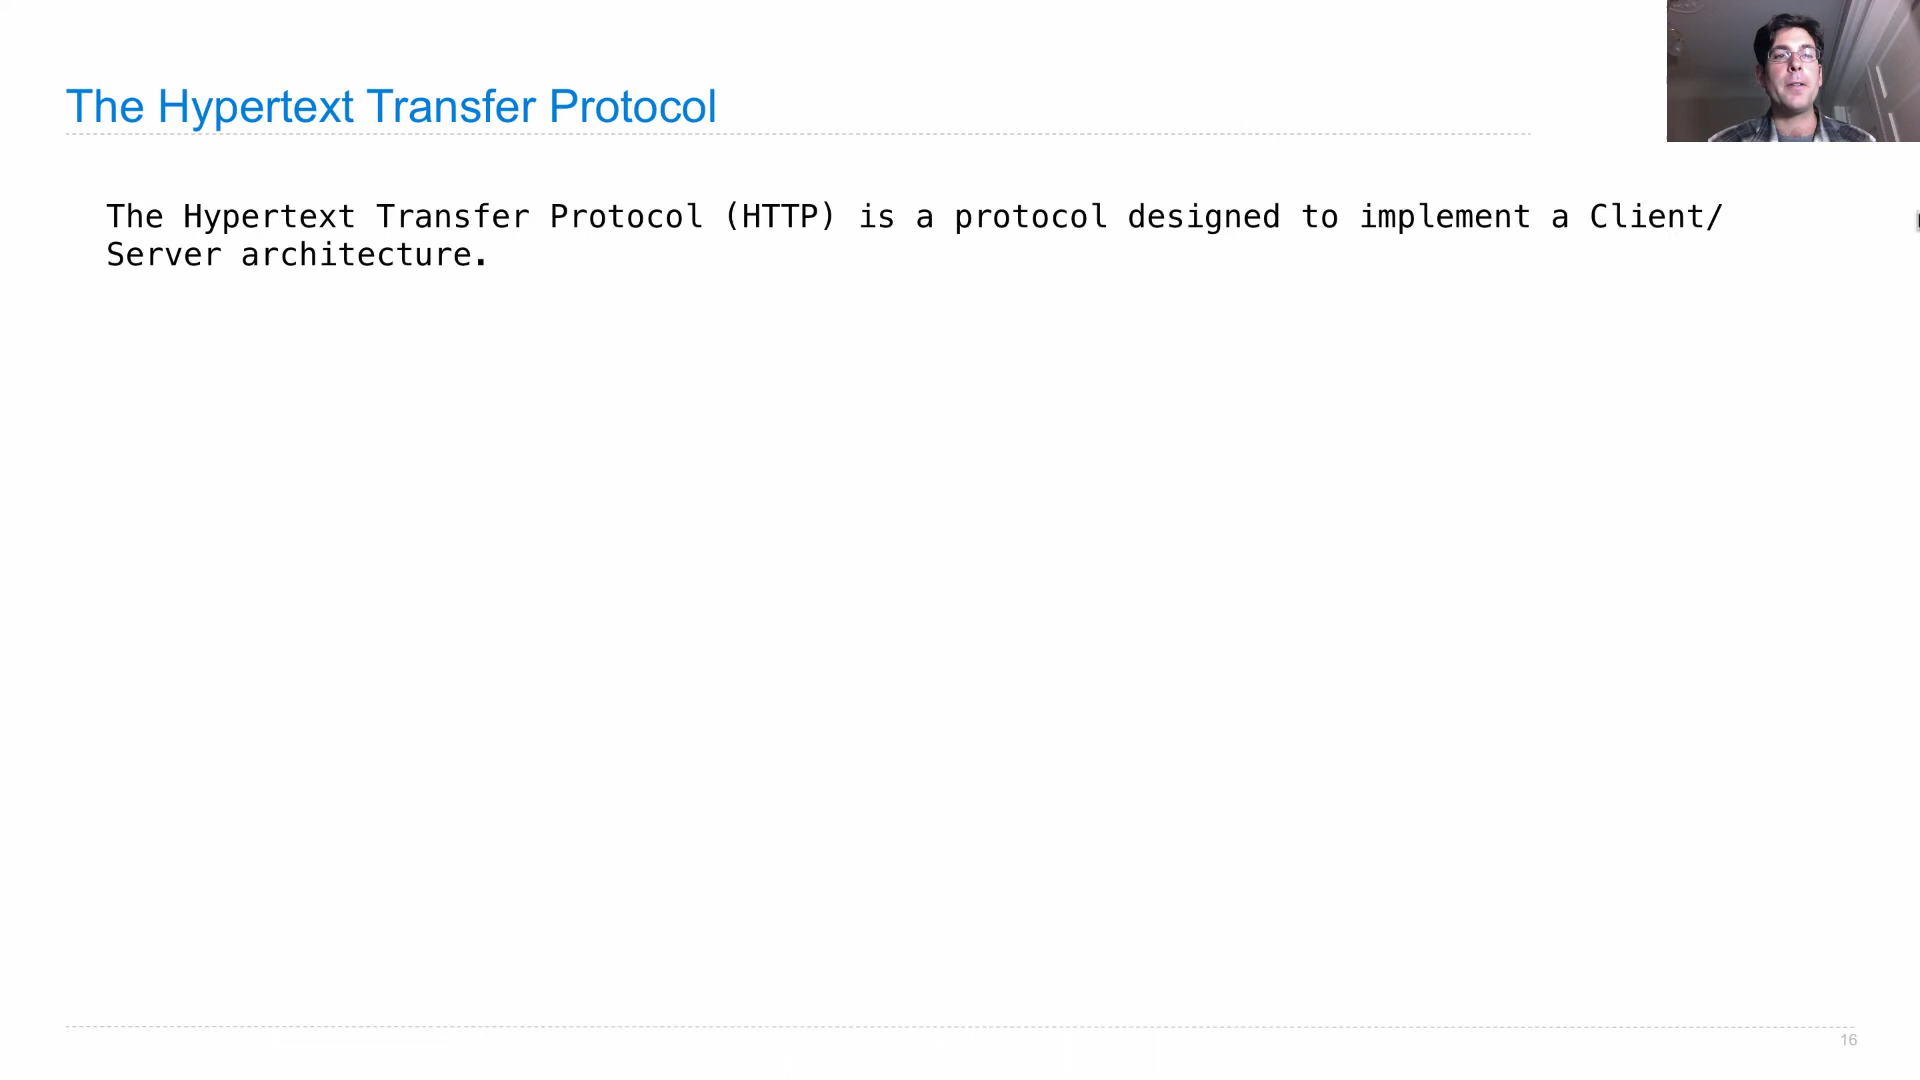 The Hypertext Transfer Protocol
The Hypertext Transfer Protocol (HTTP) is a protocol designed to implement a Client/
Server architecture.
16